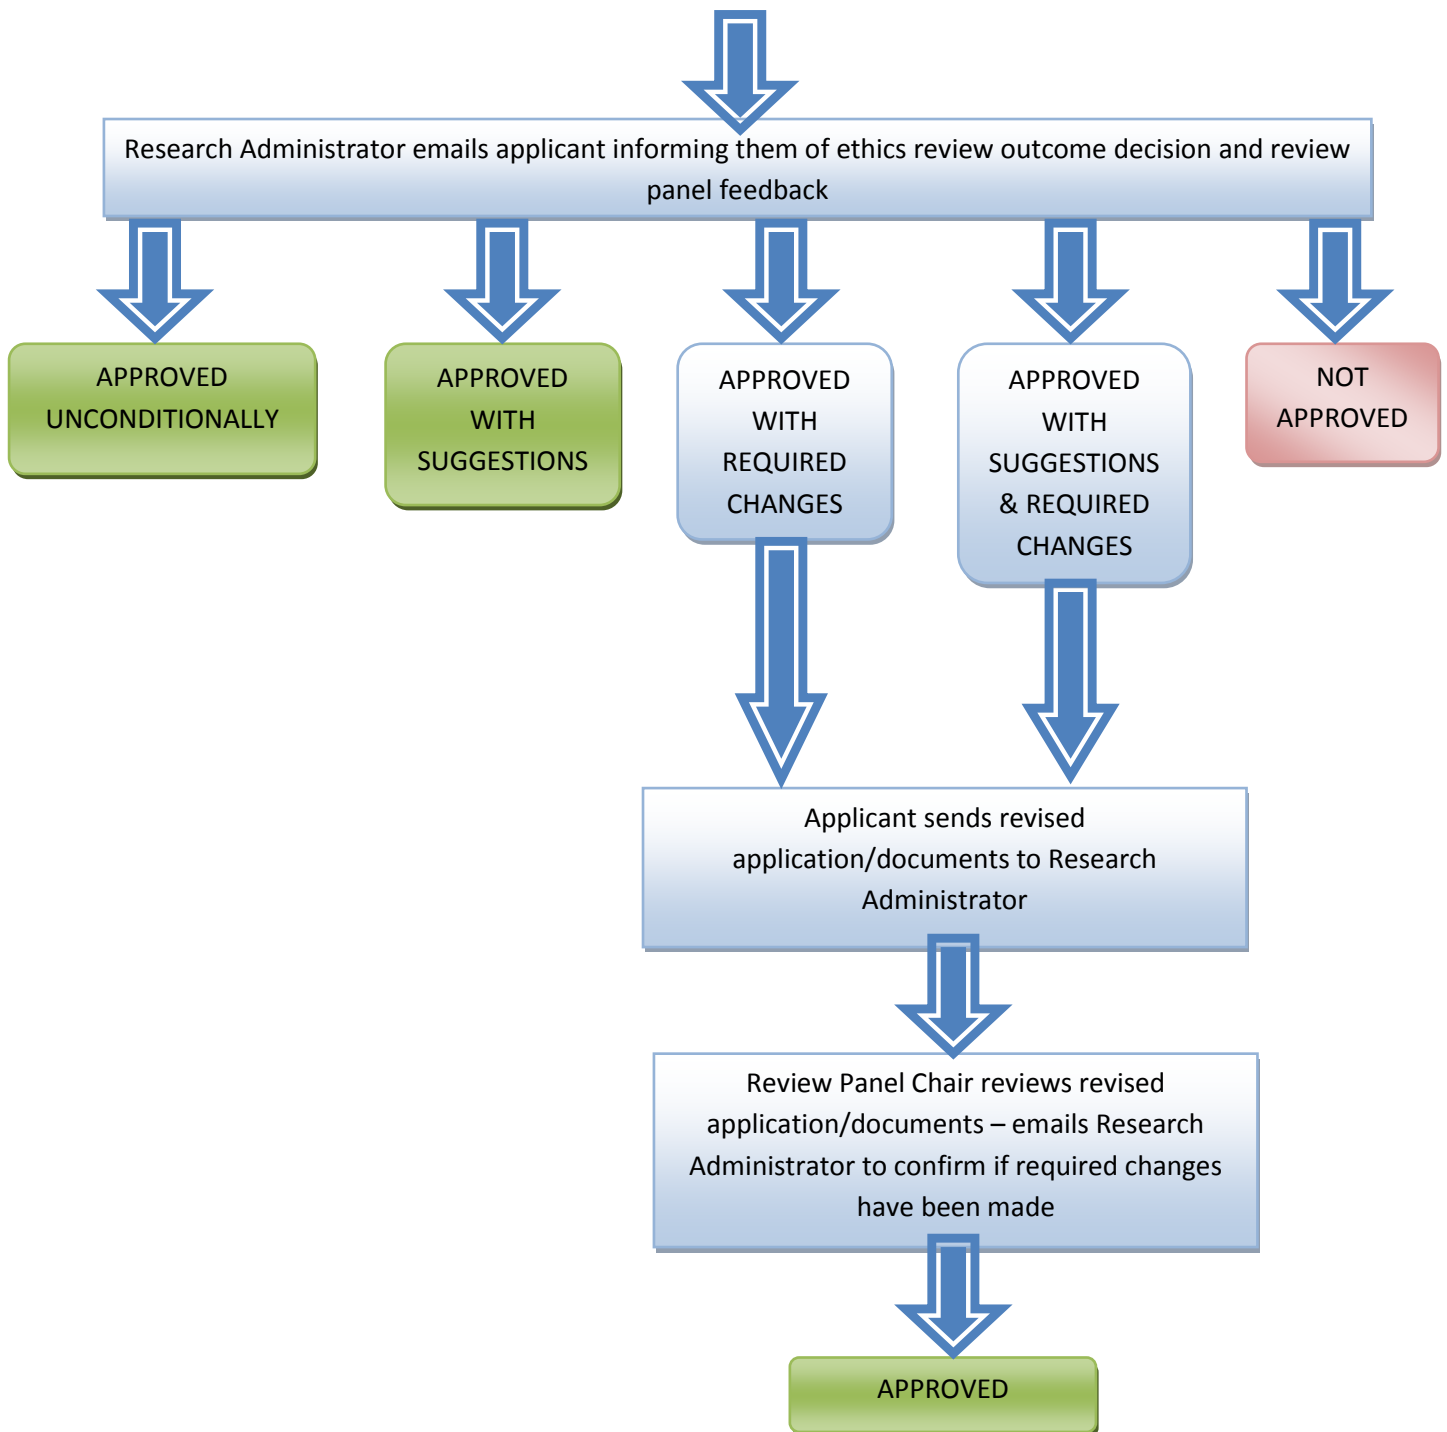 Research Administrator emails applicant informing them of ethics review outcome decision and review
panel feedback
APPROVED
UNCONDITIONALLY
APPROVED
WITH
SUGGESTIONS
APPROVED
WITH
REQUIRED
CHANGES
APPROVED
WITH
SUGGESTIONS
& REQUIRED
CHANGES
NOT
APPROVED
Applicant sends revised
application/documents to Research
Administrator
Review Panel Chair reviews revised
application/documents – emails Research
Administrator to confirm if required changes
have been made
APPROVED